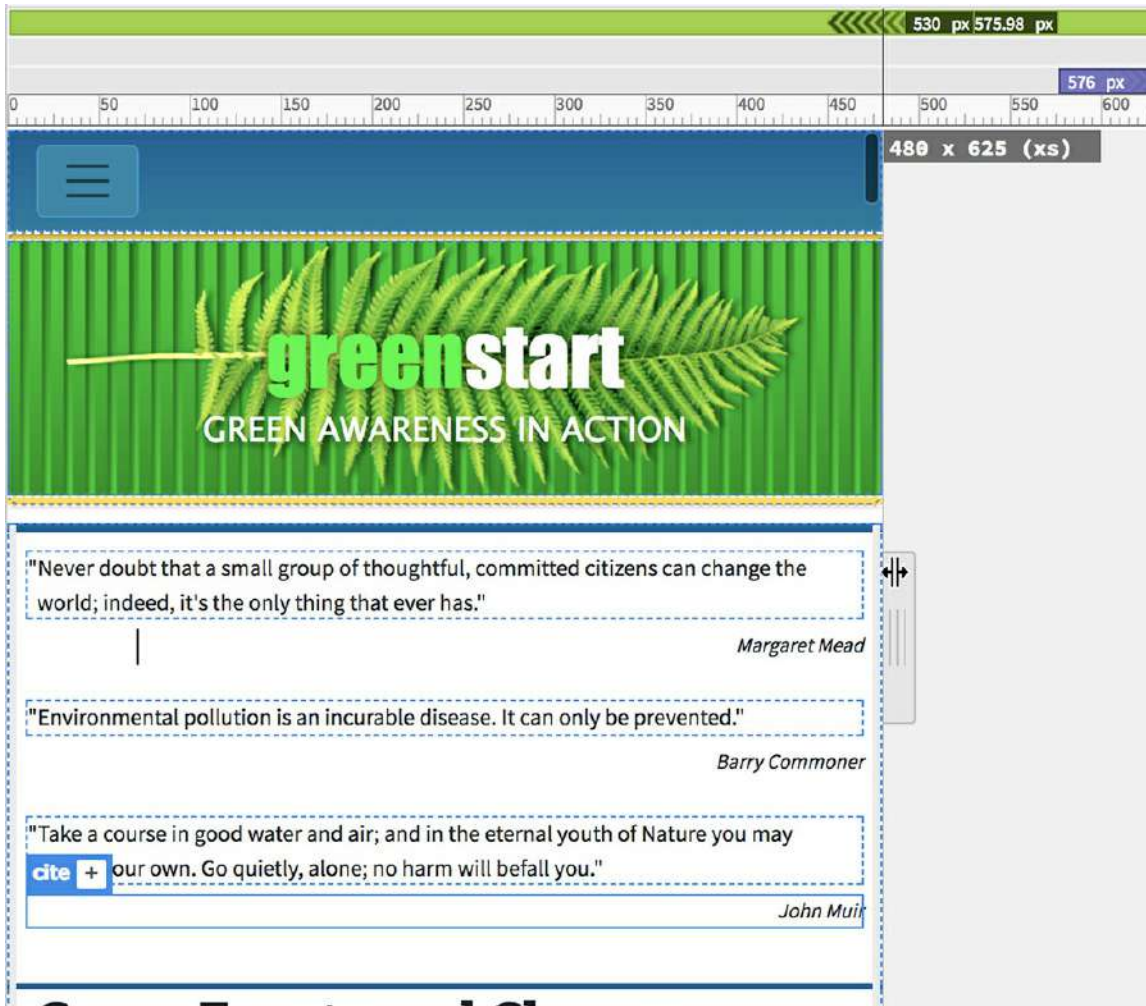 530 px 575.98 px
576 px
0 50 100 150 200 250 300 350 400 450 500 550 600
480 x 625 (xs)
greenstart
GREEN AWARENESS IN ACTION
"Never doubt that a small group of thoughtful, committed citizens can change the
world; indeed, it's the only thing that ever has."
Margaret Mead
"Environmental pollution is an incurable disease. It can only be prevented."
Barry Commoner
"Take a course in good water and air; and in the eternal youth of Nature you may
cite + our own. Go quietly, alone; no harm will befall you."
John Muir